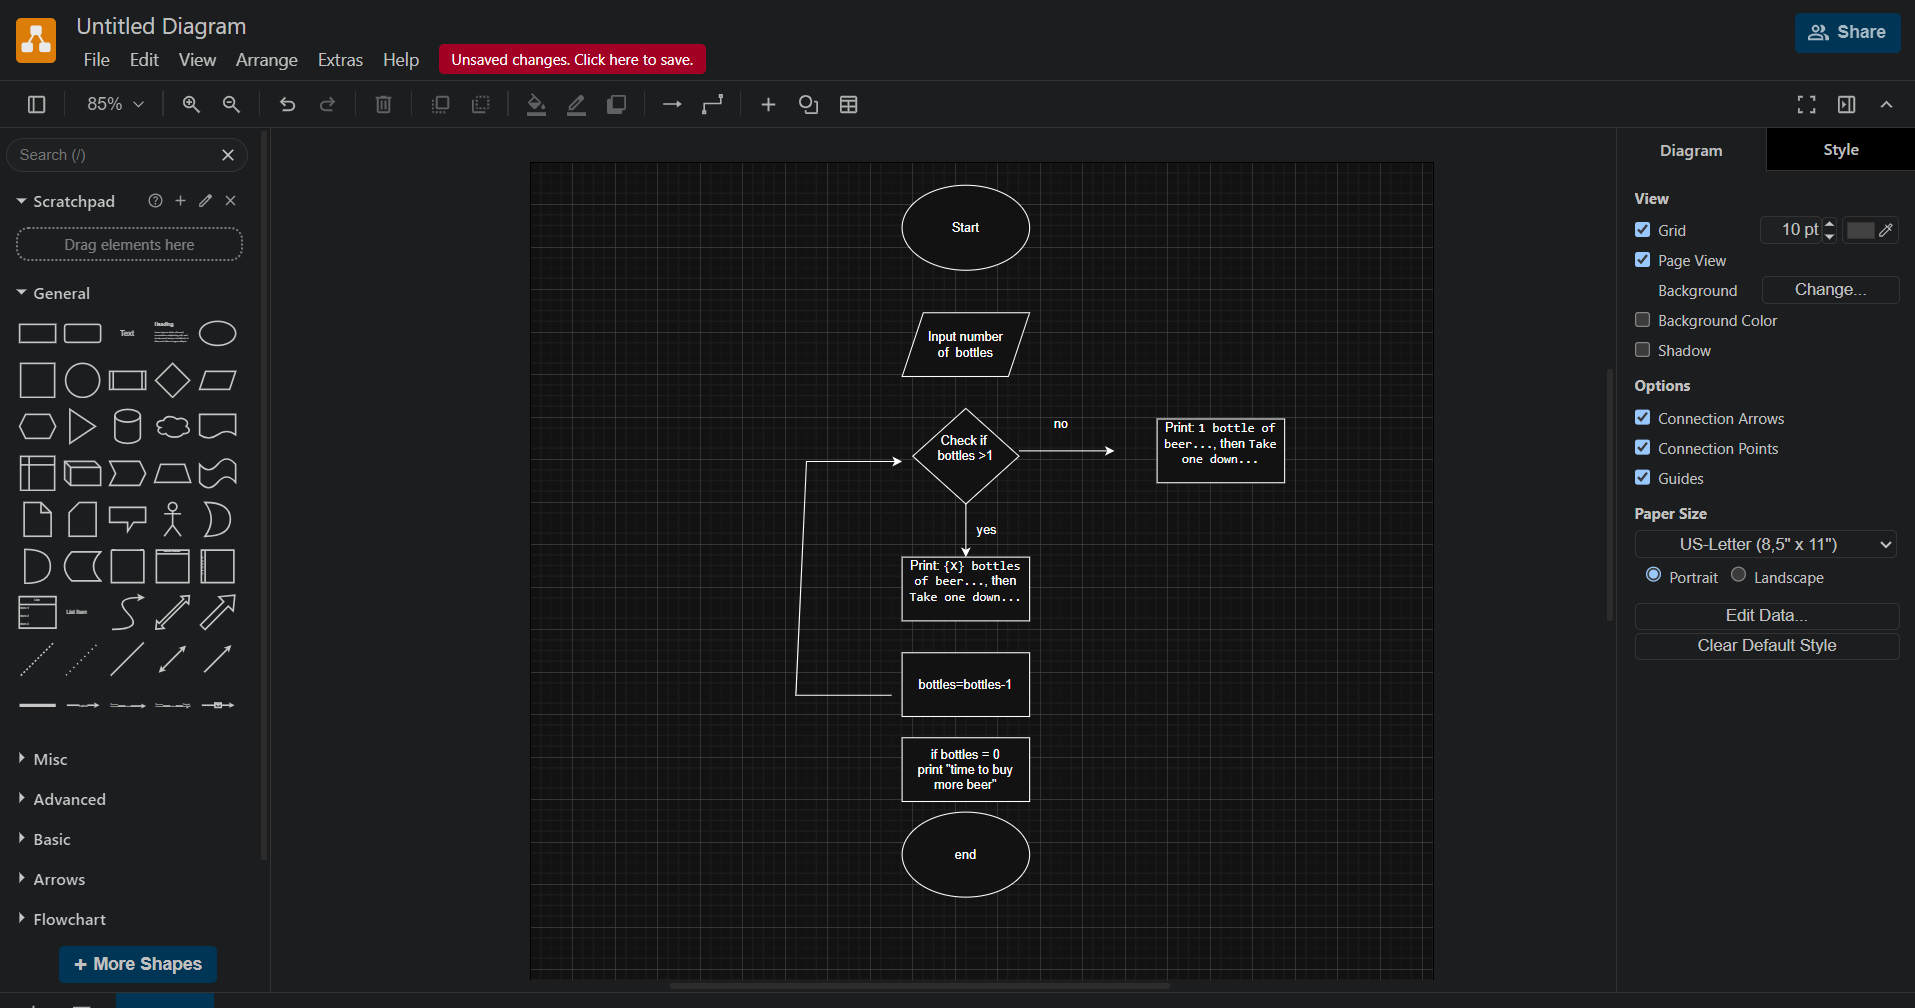 Untitled Diagram
File Edit View Arrange Extras Help
Unsaved changes. Click here to save.
Share
85%
Search (/)
Scratchpad
Drag elements here
General
Text
Heading
List Item
Misc
Advanced
Basic
Arrows
Flowchart
+ More Shapes
Start
Input number
of bottles
Check if
bottles >1
no
Print: 1 bottle of
beer..., then Take
one down...
yes
Print: {X} bottles
of beer..., then
Take one down...
bottles=bottles-1
if bottles = 0
print "time to buy
more beer"
end
Diagram
Style
View
Grid
10 pt
Page View
Background
Change...
Background Color
Shadow
Options
Connection Arrows
Connection Points
Guides
Paper Size
US-Letter (8,5" x 11")
Portrait Landscape
Edit Data...
Clear Default Style